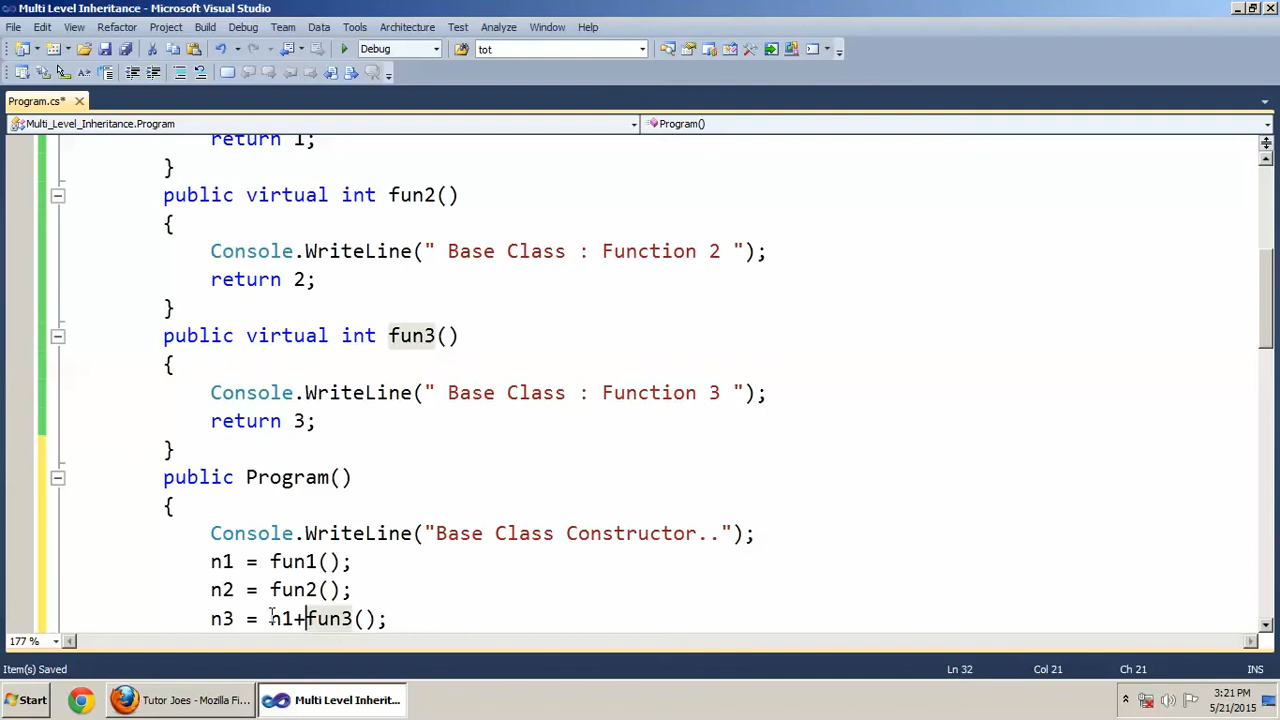 Multi Level Inheritance - Microsoft Visual Studio
File Edit View Refactor Project Build Debug Team Data Tools Architecture Test Analyze Window Help
Debug tot
Program.cs*
Multi_Level_Inheritance.Program Program()
return 1;
}
public virtual int fun2()
{
Console.WriteLine(" Base Class : Function 2 ");
return 2;
}
public virtual int fun3()
{
Console.WriteLine(" Base Class : Function 3 ");
return 3;
}
public Program()
{
Console.WriteLine("Base Class Constructor..");
n1 = fun1();
n2 = fun2();
n3 = n1+fun3();
177 %
Item(s) Saved Ln 32 Col 21 Ch 21 INS
Start Tutor Joes - Mozilla Fi... Multi Level Inherit... 3:21 PM
5/21/2015